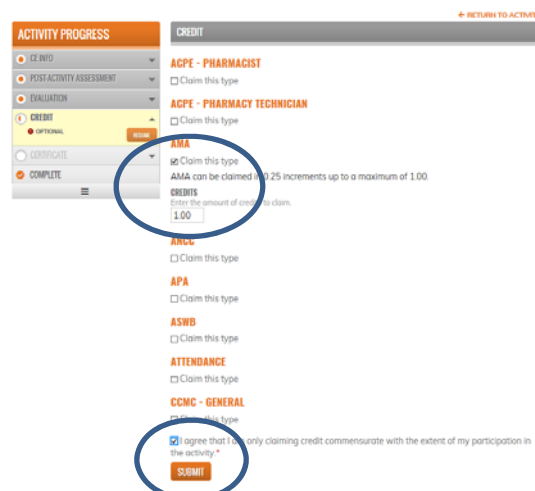 ← RETURN TO ACTIVI
ACTIVITY PROGRESS
CE INFO
POST-ACTIVITY ASSESSMENT
EVALUATION
CREDIT
OPTIONAL
RESUME
CERTIFICATE
COMPLETE
CREDIT
ACPE - PHARMACIST
Claim this type
ACPE - PHARMACY TECHNICIAN
Claim this type
AMA
Claim this type
AMA can be claimed in 0.25 increments up to a maximum of 1.00.
CREDITS
Enter the amount of credit to claim.
1.00
ANCC
Claim this type
APA
Claim this type
ASWB
Claim this type
ATTENDANCE
Claim this type
CCMC - GENERAL
Claim this type
I agree that I am only claiming credit commensurate with the extent of my participation in
the activity.*
SUBMIT